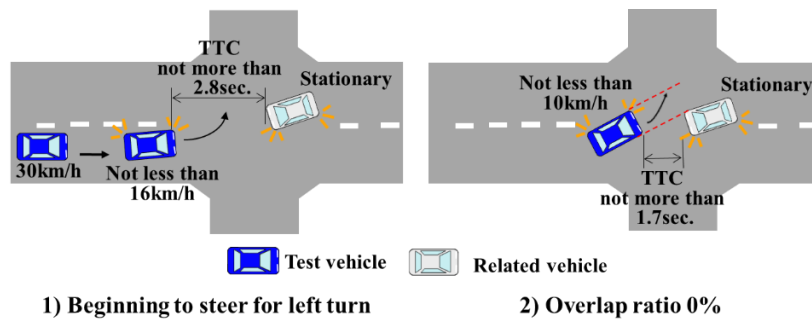 TTC
not more than
2.8sec.
Stationary
30km/h
Not less than
16km/h
Not less than
10km/h
Stationary
TTC
not more than
1.7sec.
Test vehicle
Related vehicle
1) Beginning to steer for left turn
2) Overlap ratio 0%